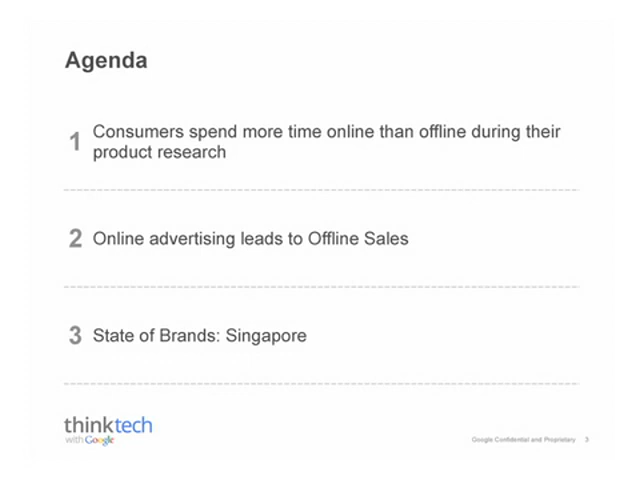 Agenda
1 Consumers spend more time online than offline during their
product research
2 Online advertising leads to Offline Sales
3 State of Brands: Singapore
thinktech
with Google
Google Confidential and Proprietary 3